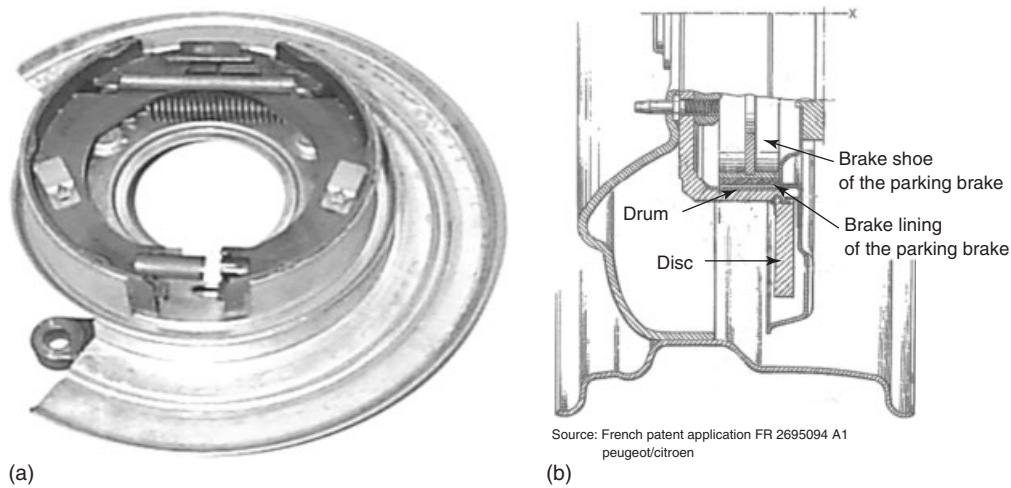 x
Brake shoe
of the parking brake
Drum
Brake lining
of the parking brake
Disc
Source: French patent application FR 2695094 A1
peugeot/citroen
(a)
(b)